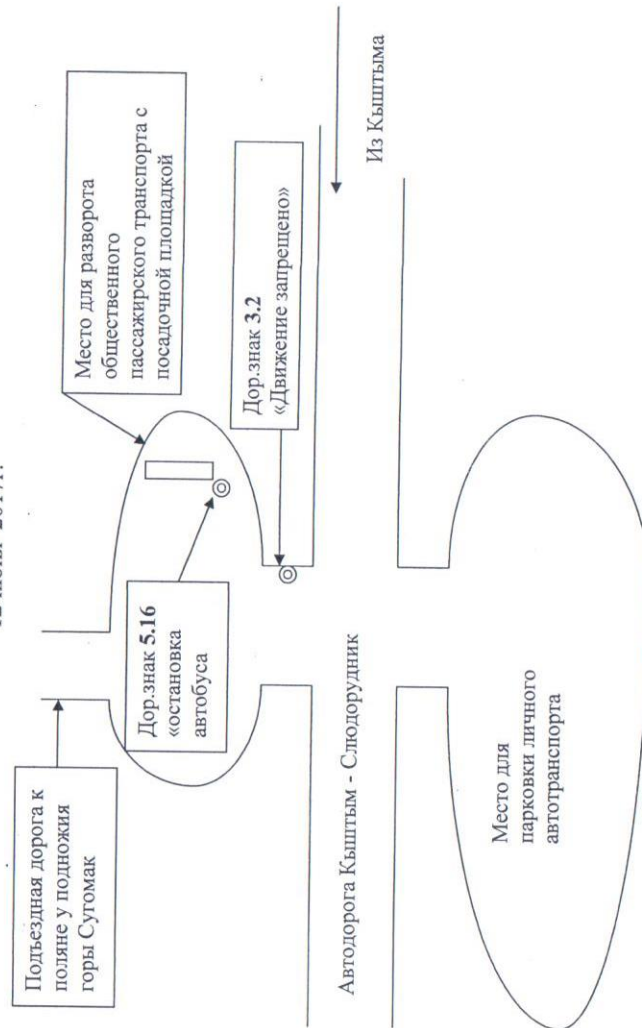 Подъездная дорога к
поляне у подножия
горы Сугомак
Место для разворота
общественного
пассажирского транспорта с
посадочной площадкой
Дор.знак 5.16
«остановка
автобуса
Дор.знак 3.2
«Движение запрещено»
Из Кыштыма
Автодорога Кыштым - Слюдорудник
Место для
парковки личного
автотранспорта